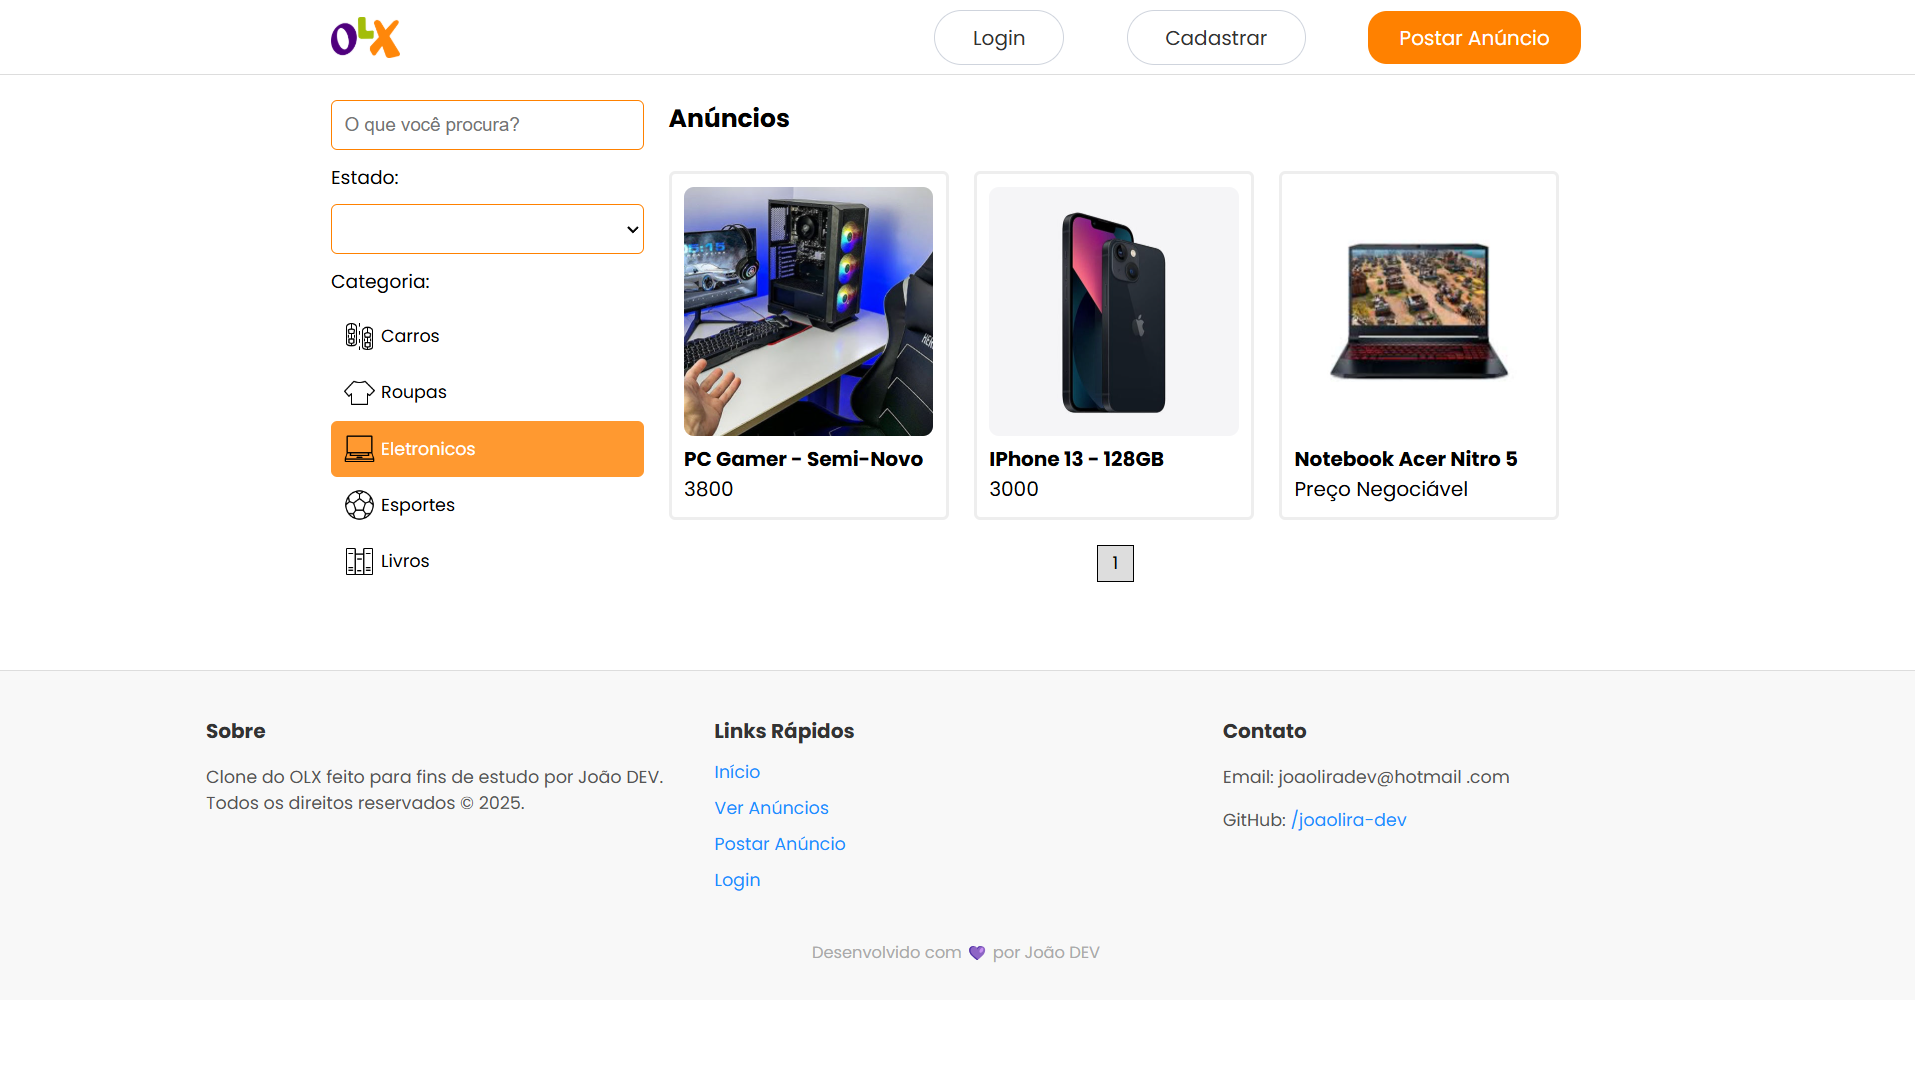 OLX
Login
Cadastrar
Postar Anúncio
O que você procura?
Estado:
Categoria:
Carros
Roupas
Eletronicos
Esportes
Livros
Anúncios
PC Gamer - Semi-Novo
3800
IPhone 13 - 128GB
3000
Notebook Acer Nitro 5
Preço Negociável
1
Sobre
Clone do OLX feito para fins de estudo por João DEV.
Todos os direitos reservados © 2025.
Links Rápidos
Início
Ver Anúncios
Postar Anúncio
Login
Contato
Email: joaoliradev@hotmail .com
GitHub: /joaolira-dev
Desenvolvido com 💜 por João DEV